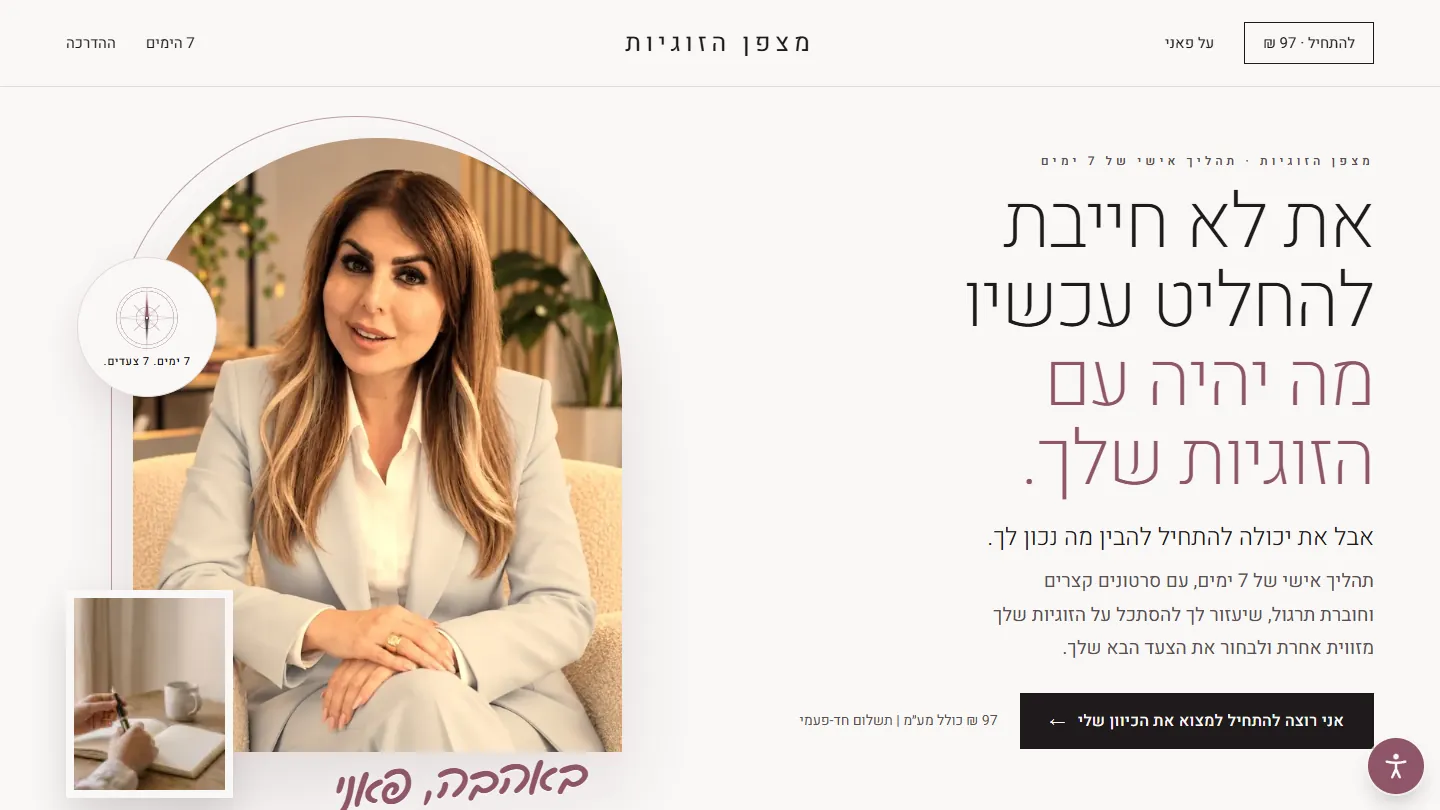 להתחיל · 97 ₪
על פאני
מצפן הזוגיות
7 הימים
ההדרכה
מצפן הזוגיות · תהליך אישי של 7 ימים
את לא חייבת
להחליט עכשיו
מה יהיה עם
הזוגיות שלך.
אבל את יכולה להתחיל להבין מה נכון לך.
תהליך אישי של 7 ימים, עם סרטונים קצרים
וחוברת תרגול, שיעזור לך להסתכל על הזוגיות שלך
מזווית אחרת ולבחור את הצעד הבא שלך.
אני רוצה להתחיל למצוא את הכיוון שלי ←
97 ₪ כולל מע״מ | תשלום חד-פעמי
7 ימים. 7 צעדים.
באהבה, פאני